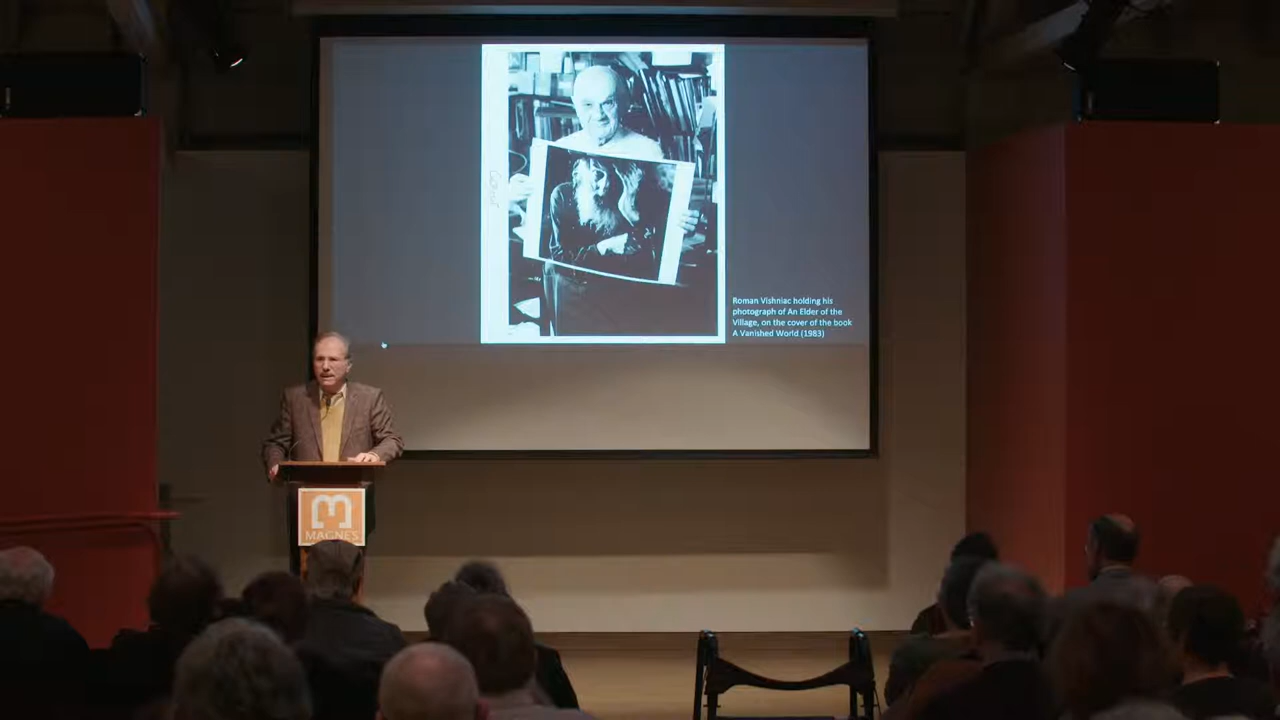 Roman Vishniac holding his
photograph of An Elder of the
Village, on the cover of the book
A Vanished World (1983)
MAGNES